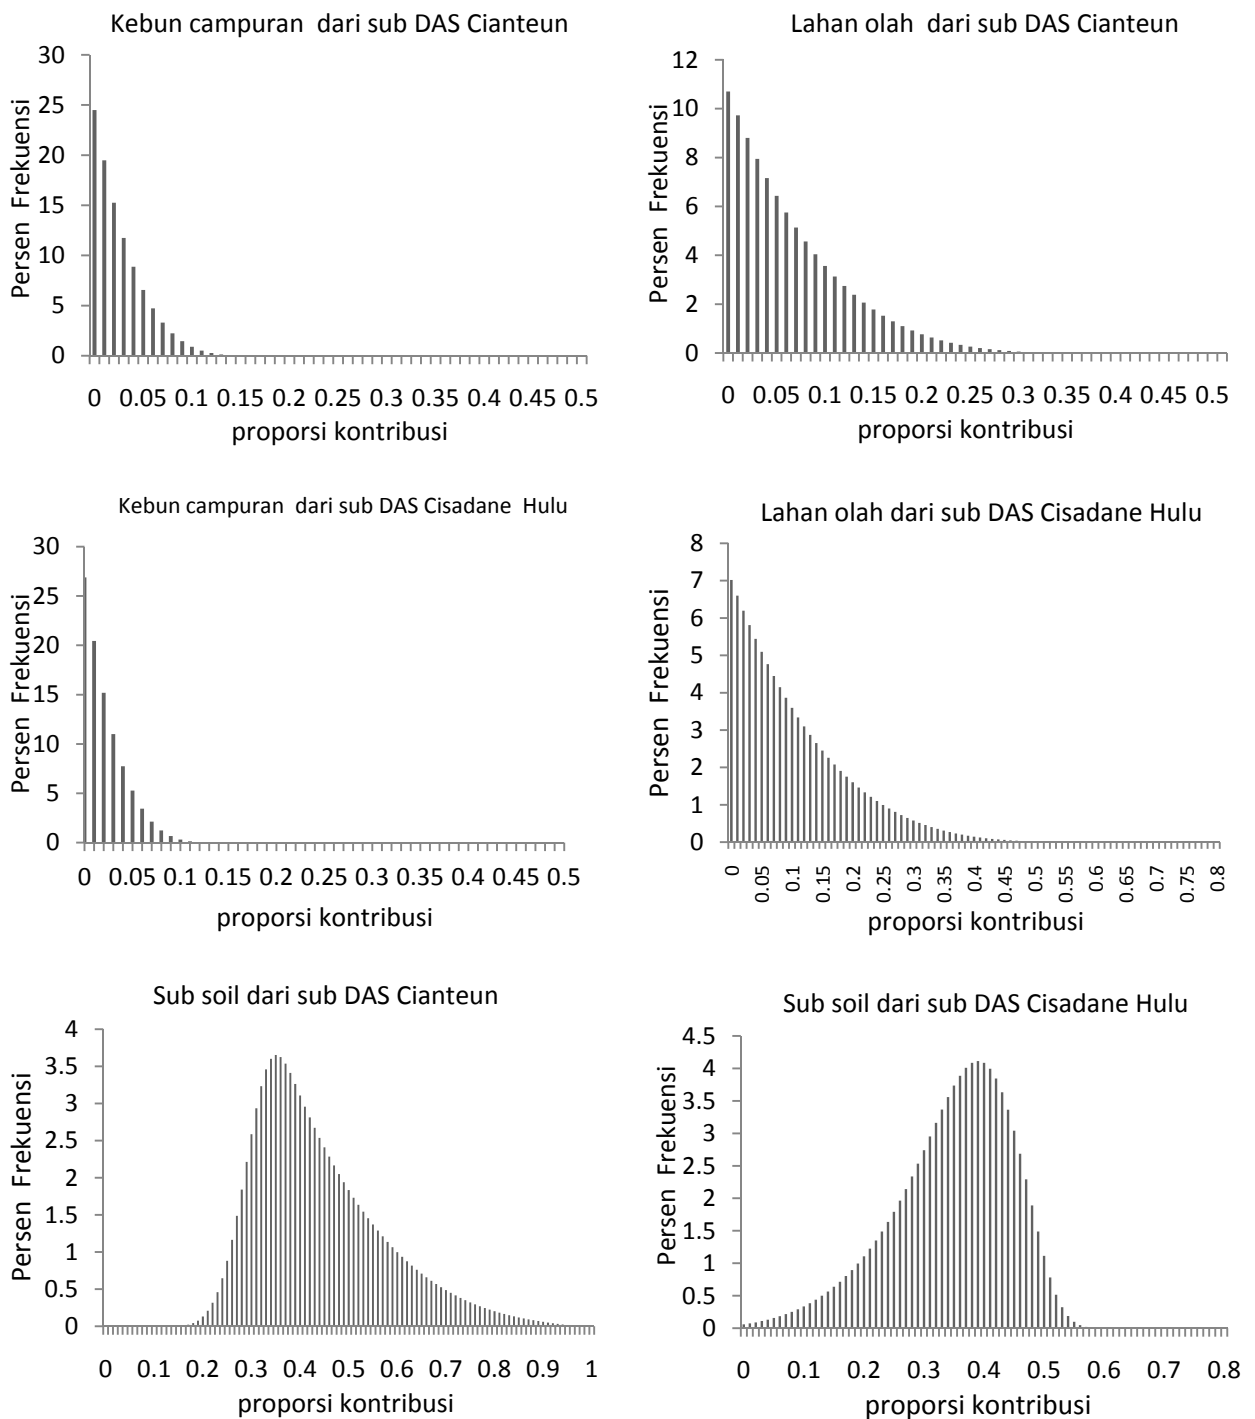 Kebun campuran dari sub DAS Cianteun
30
25
20
15
10
5
0
Persen Frekuensi
0 0.05 0.1 0.15 0.2 0.25 0.3 0.35 0.4 0.45 0.5
proporsi kontribusi
Lahan olah dari sub DAS Cianteun
12
10
8
6
4
2
0
Persen Frekuensi
0 0.05 0.1 0.15 0.2 0.25 0.3 0.35 0.4 0.45 0.5
proporsi kontribusi
Kebun campuran dari sub DAS Cisadane Hulu
30
25
20
15
10
5
0
Persen Frekuensi
0 0.05 0.1 0.15 0.2 0.25 0.3 0.35 0.4 0.45 0.5
proporsi kontribusi
Lahan olah dari sub DAS Cisadane Hulu
8
7
6
5
4
3
2
1
0
Persen Frekuensi
0 0.05 0.1 0.15 0.2 0.25 0.3 0.35 0.4 0.45 0.5 0.55 0.6 0.65 0.7 0.75 0.8
proporsi kontribusi
Sub soil dari sub DAS Cianteun
4
3.5
3
2.5
2
1.5
1
0.5
0
Persen Frekuensi
0 0.1 0.2 0.3 0.4 0.5 0.6 0.7 0.8 0.9 1
proporsi kontribusi
Sub soil dari sub DAS Cisadane Hulu
4.5
4
3.5
3
2.5
2
1.5
1
0.5
0
Persen Frekuensi
0 0.1 0.2 0.3 0.4 0.5 0.6 0.7 0.8
proporsi kontribusi